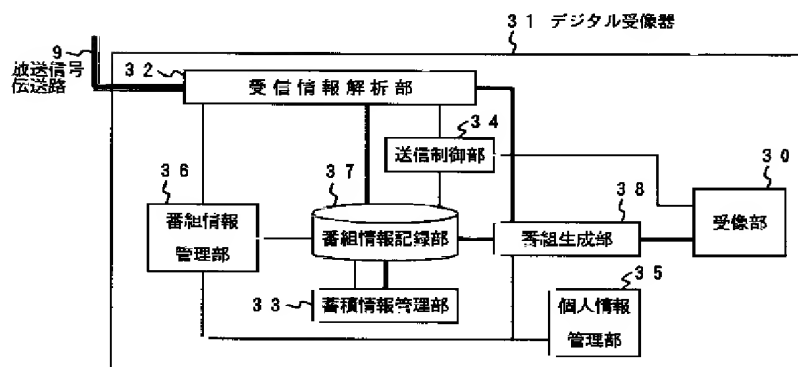 31 デジタル受像器
9
放送信号
伝送路
32
受信情報解析部
34
送信制御部
36
37
38
30
番組情報
管理部
番組情報記録部
番組生成部
受像部
33
蓄積情報管理部
35
個人情報
管理部